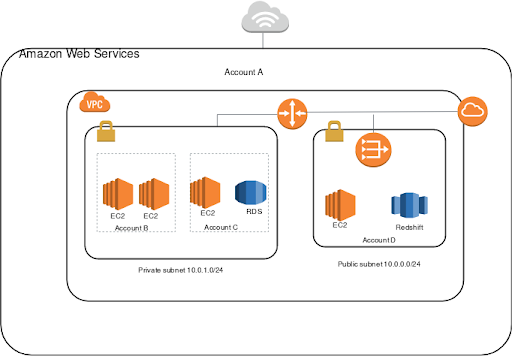 Amazon Web Services
Account A
VPC
EC2
EC2
Account B
EC2
RDS
Account C
EC2
Redshift
Account D
Private subnet 10.0.1.0/24
Public subnet 10.0.0.0/24